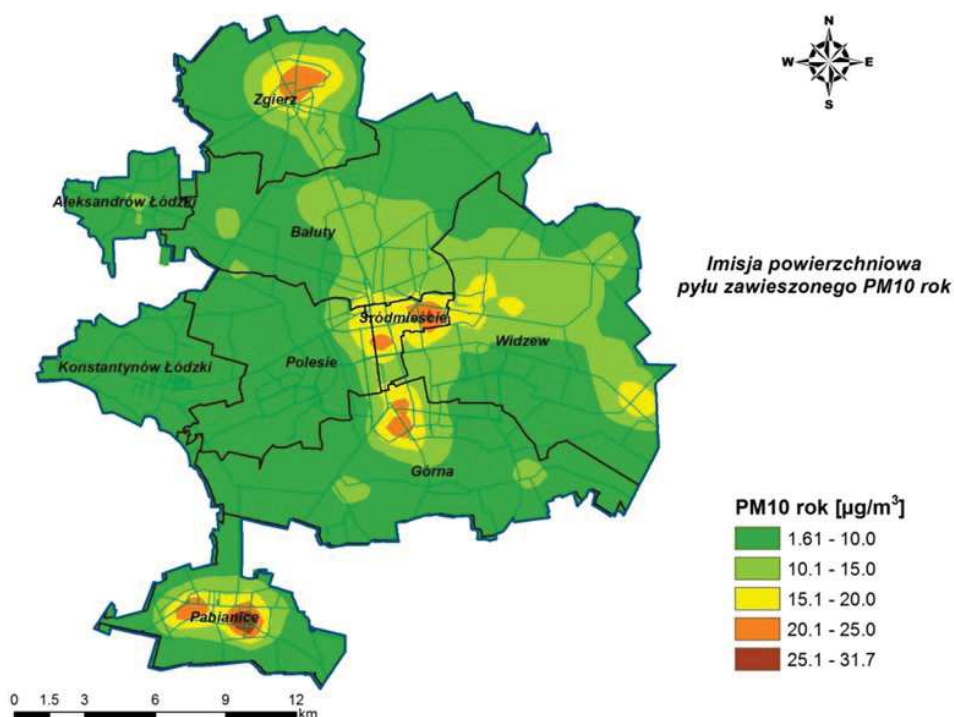 N
W E
S
Zgierz
Aleksandrów Łódzki
Bałuty
Imisja powierzchniowa
pyłu zawieszonego PM10 rok
Śródmieście
Widzew
Polesie
Konstantynów Łódzki
Górna
PM10 rok [µg/m³]
1.61 - 10.0
10.1 - 15.0
15.1 - 20.0
20.1 - 25.0
25.1 - 31.7
Pabianice
0 1.5 3 6 9 12
km